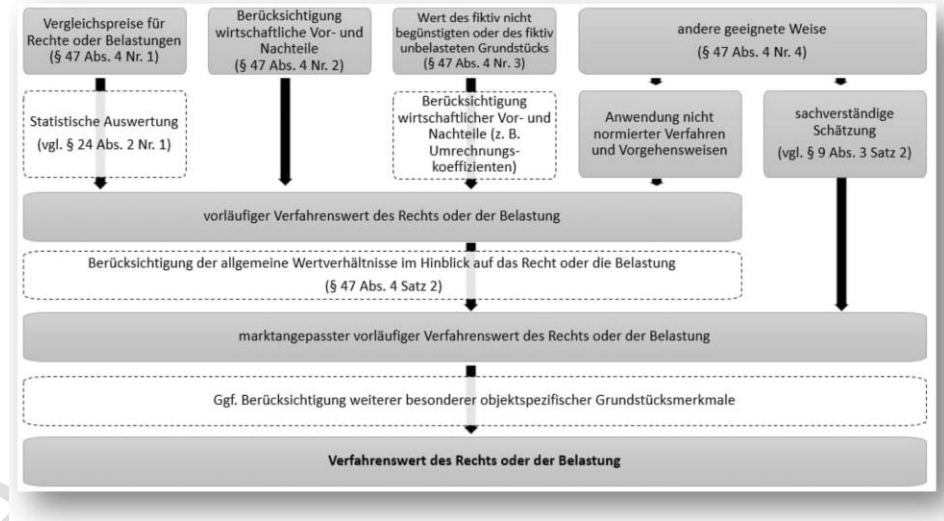 Vergleichspreise für
Rechte oder Belastungen
(§ 47 Abs. 4 Nr. 1)
Berücksichtigung
wirtschaftliche Vor- und
Nachteile
(§ 47 Abs. 4 Nr. 2)
Wert des fiktiv nicht
begünstigten oder des fiktiv
unbelasteten Grundstücks
(§ 47 Abs. 4 Nr. 3)
andere geeignete Weise
(§ 47 Abs. 4 Nr. 4)
Statistische Auswertung
(vgl. § 24 Abs. 2 Nr. 1)
Berücksichtigung
wirtschaftlicher Vor- und
Nachteile (z. B.
Umrechnungs-
koeffizienten)
Anwendung nicht
normierter Verfahren
und Vorgehensweisen
sachverständige
Schätzung
(vgl. § 9 Abs. 3 Satz 2)
vorläufiger Verfahrenswert des Rechts oder der Belastung
Berücksichtigung der allgemeine Wertverhältnisse im Hinblick auf das Recht oder die Belastung
(§ 47 Abs. 4 Satz 2)
marktangepasster vorläufiger Verfahrenswert des Rechts oder der Belastung
Ggf. Berücksichtigung weiterer besonderer objektspezifischer Grundstücksmerkmale
Verfahrenswert des Rechts oder der Belastung